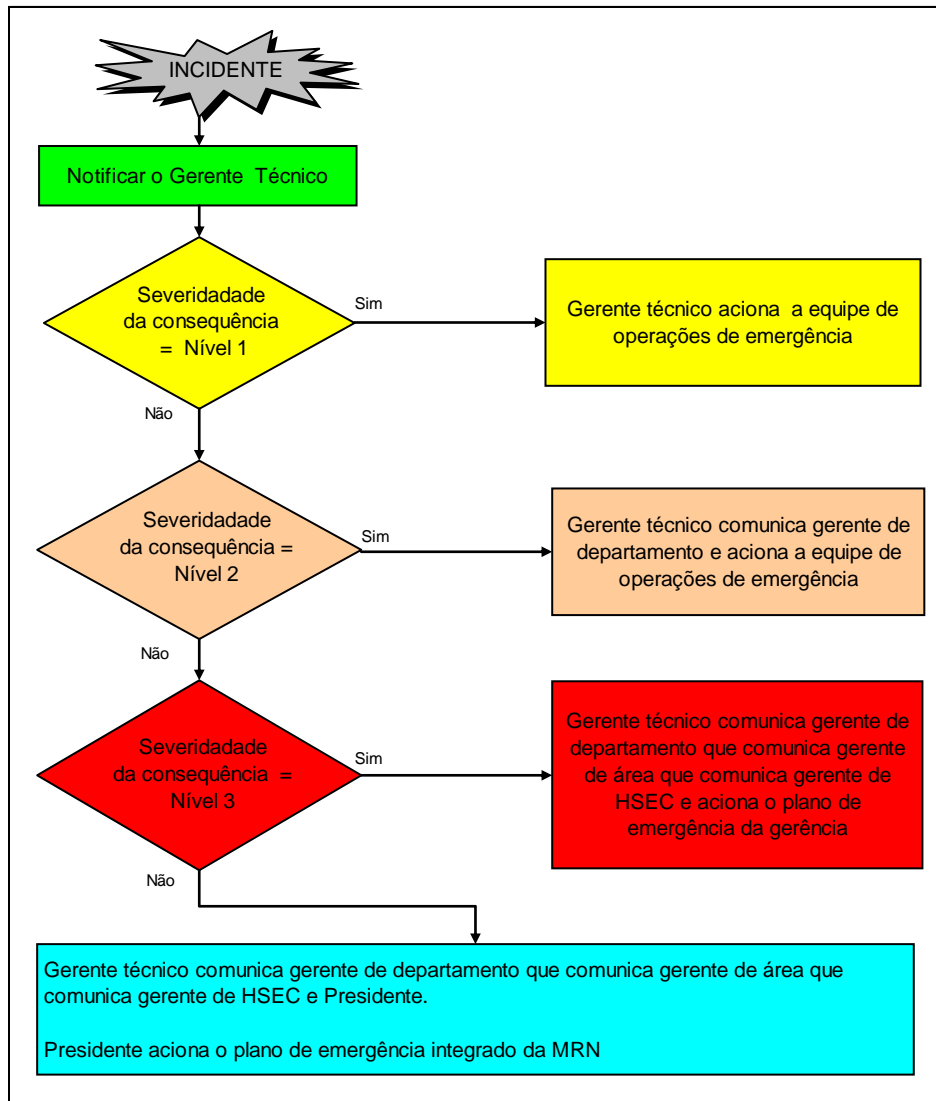 INCIDENTE
Notificar o Gerente Técnico
Severidadade
da consequência
= Nível 1
Sim
Gerente técnico aciona a equipe de
operações de emergência
Não
Severidadade
da consequência =
Nível 2
Sim
Gerente técnico comunica gerente de
departamento e aciona a equipe de
operações de emergência
Não
Severidadade
da consequência =
Nível 3
Sim
Gerente técnico comunica gerente de
departamento que comunica gerente
de área que comunica gerente de
HSEC e aciona o plano de
emergência da gerência
Não
Gerente técnico comunica gerente de departamento que comunica gerente de área que
comunica gerente de HSEC e Presidente.
Presidente aciona o plano de emergência integrado da MRN